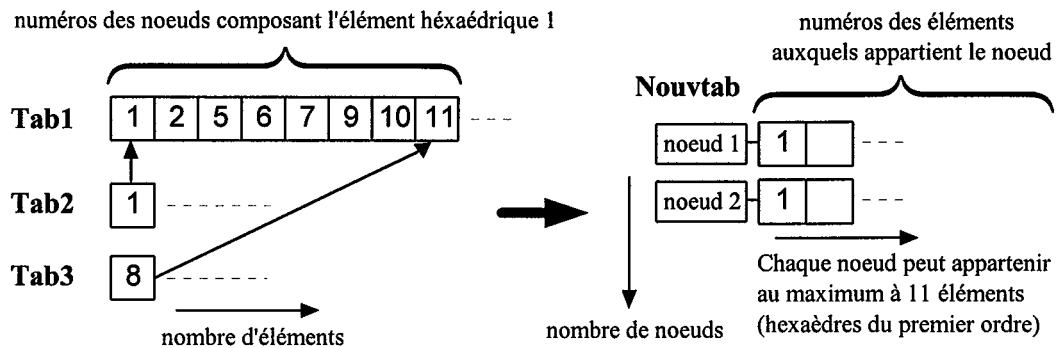 numéros des noeuds composant l'élément héxaédrique 1
Tab1 1 2 5 6 7 9 10 11
Tab2 1
Tab3 8
nombre d'éléments
numéros des éléments
auxquels appartient le noeud
Nouvtab
noeud 1 1
noeud 2 1
nombre de noeuds
Chaque noeud peut appartenir
au maximum à 11 éléments
(hexaèdres du premier ordre)